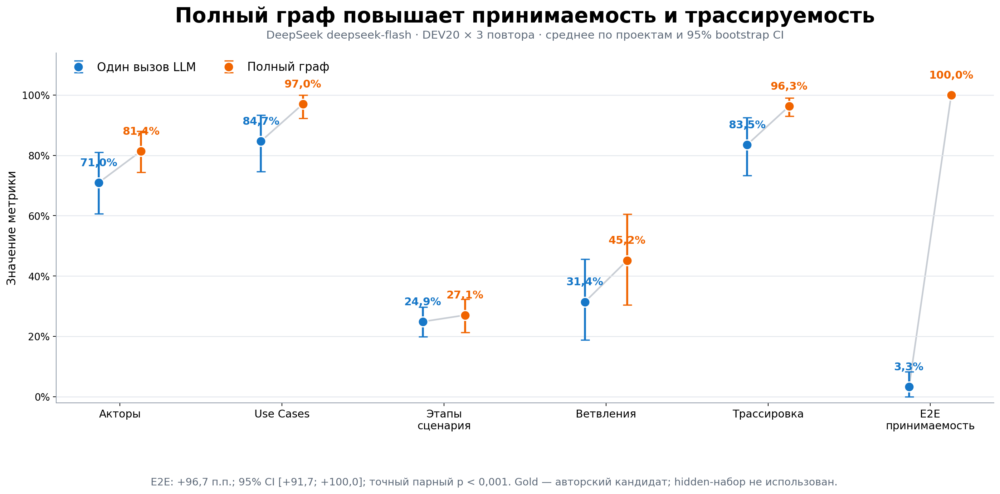 Полный граф повышает принимаемость и трассируемость
DeepSeek deepseek-flash · DEV20 × 3 повтора · среднее по проектам и 95% bootstrap CI
Один вызов LLM
Полный граф
Значение метрики
100%
80%
60%
40%
20%
0%
71,0%
81,4%
84,7%
97,0%
24,9%
27,1%
31,4%
45,2%
83,5%
96,3%
3,3%
100,0%
Акторы
Use Cases
Этапы
сценария
Ветвления
Трассировка
E2E
принимаемость
E2E: +96,7 п.п.; 95% CI [+91,7; +100,0]; точный парный p < 0,001. Gold — авторский кандидат; hidden-набор не использован.